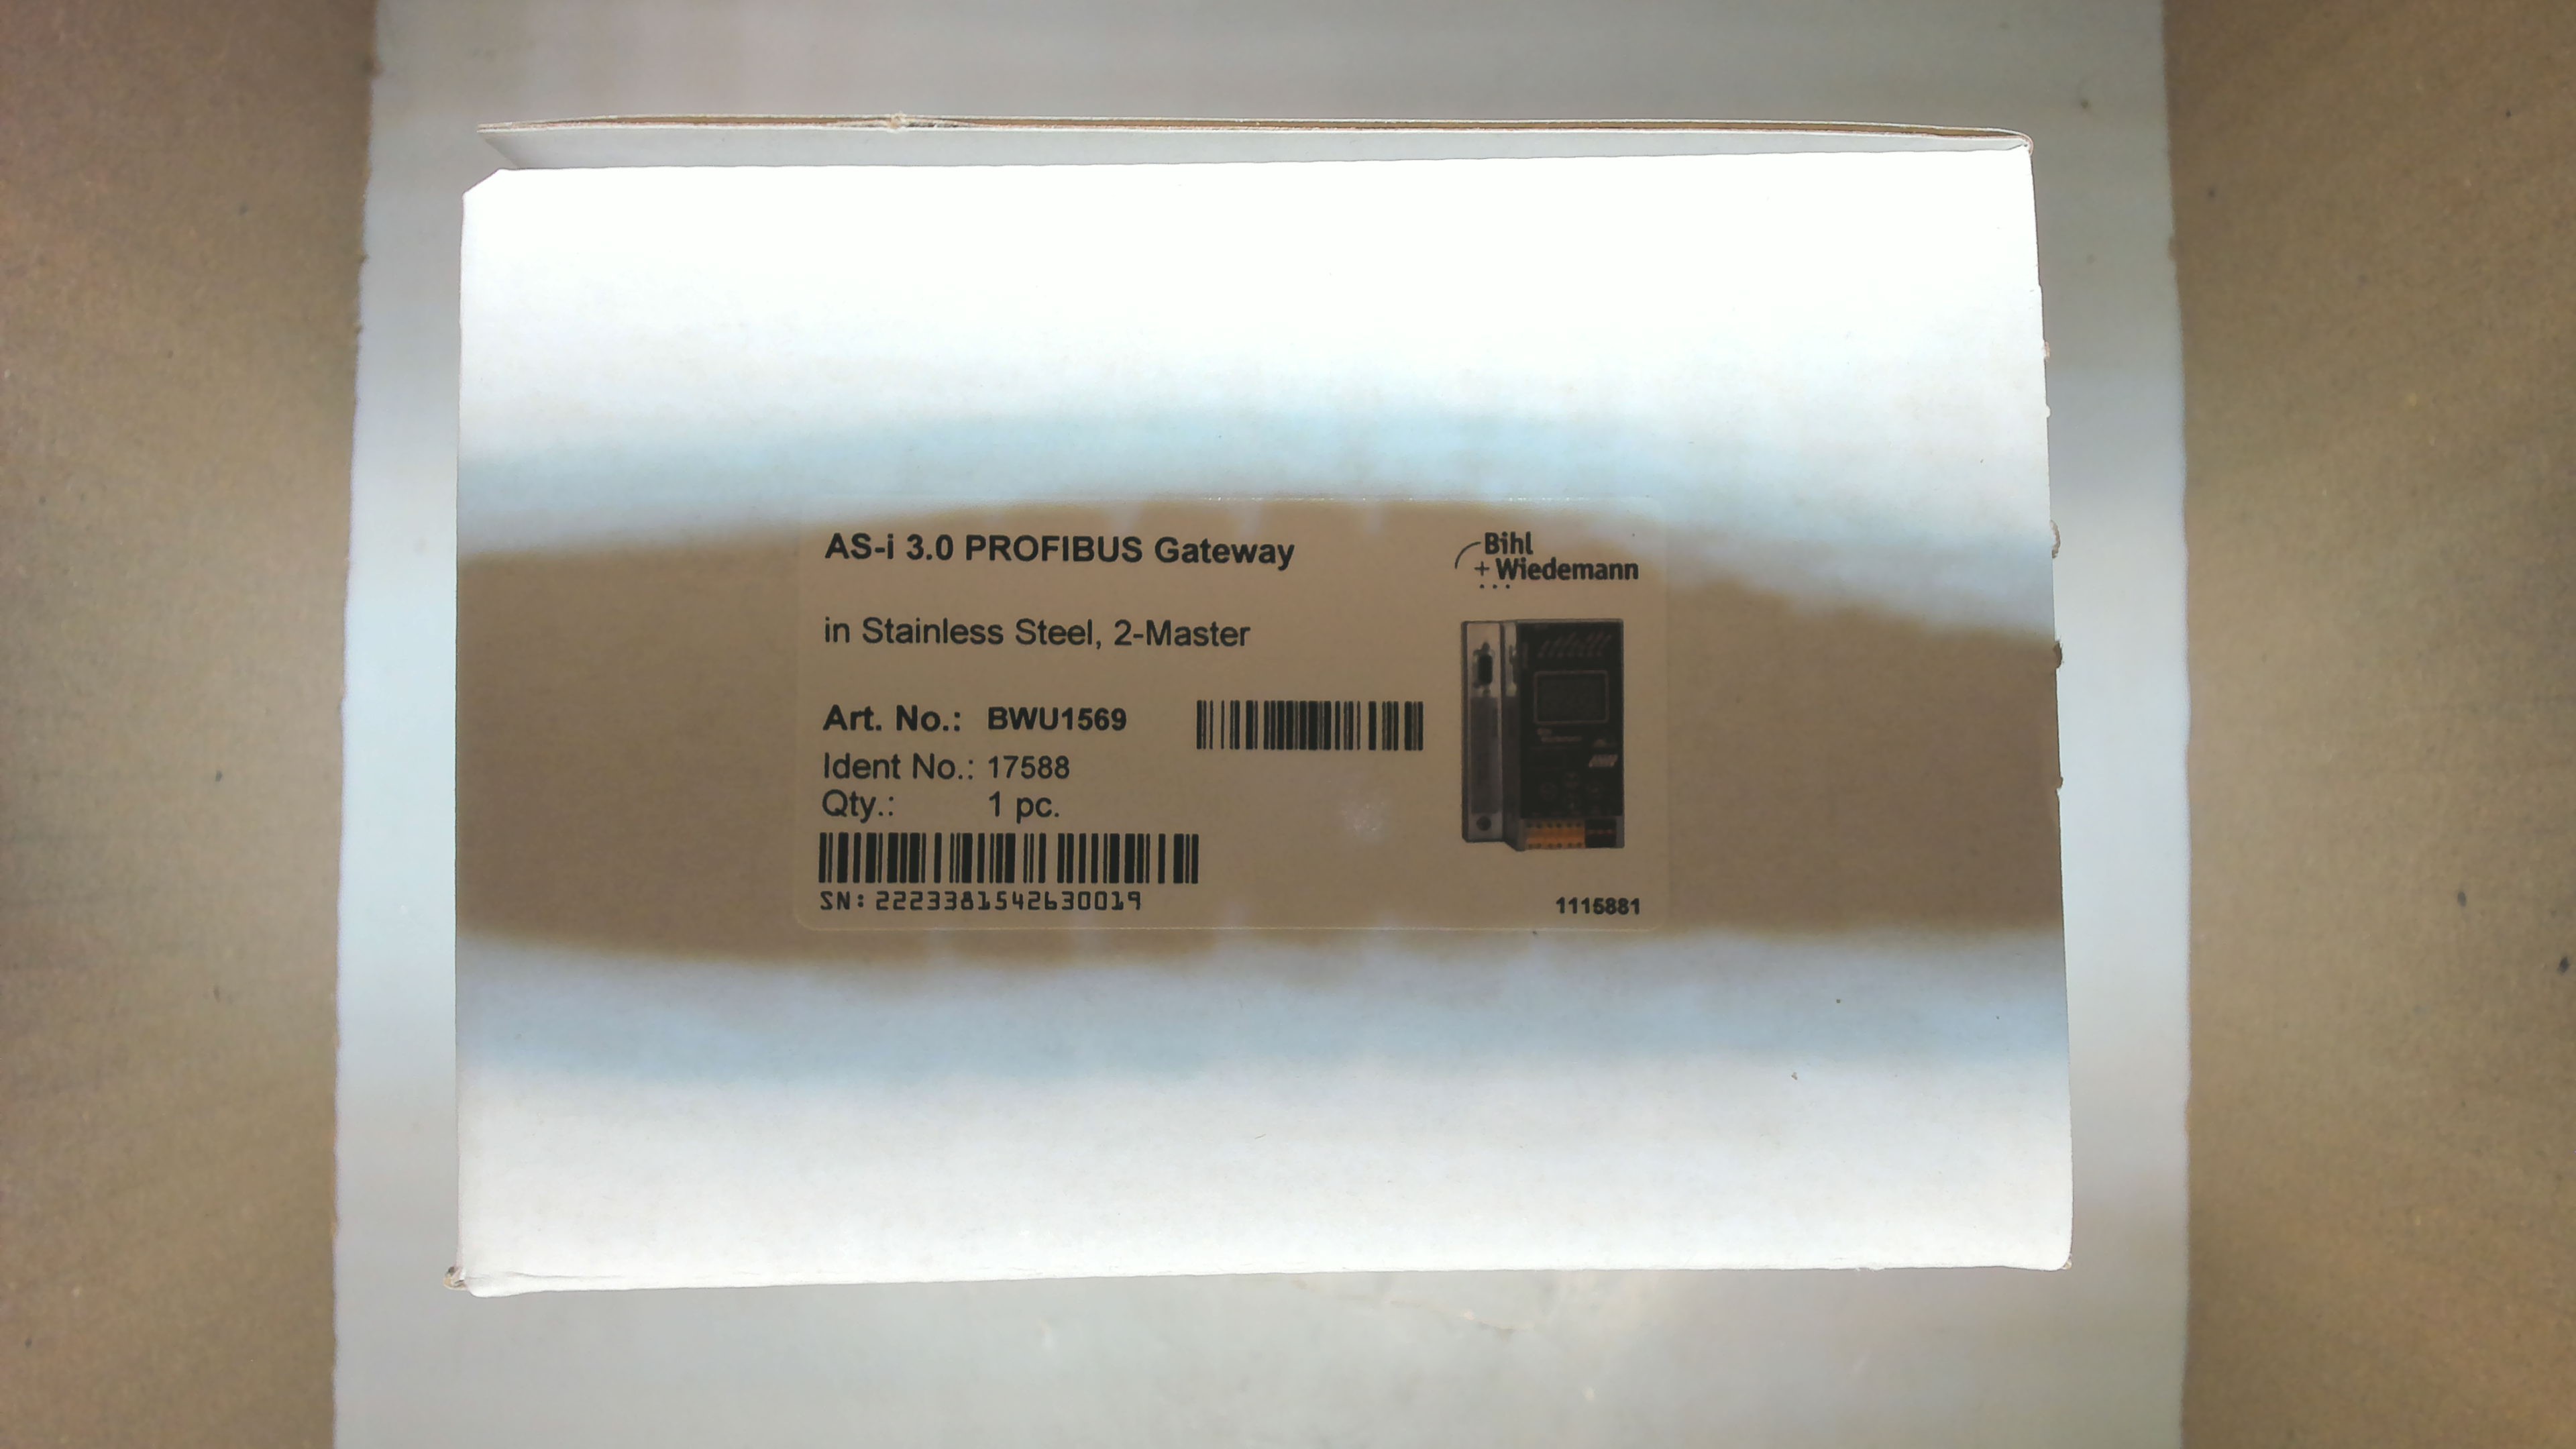 AS-i 3.0 PROFIBUS Gateway
Bihl
+ Wiedemann
in Stainless Steel, 2-Master
Art. No.: BWU1569
Ident No.: 17588
Qty.: 1 pc.
SN: 2223381542630019
1115881